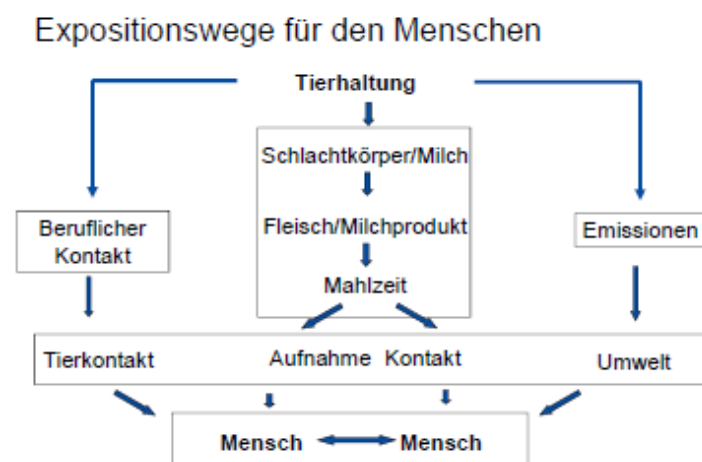 Expositionswege für den Menschen
Tierhaltung
Schlachtkörper/Milch
Beruflicher
Kontakt
Fleisch/Milchprodukt
Emissionen
Mahlzeit
Tierkontakt
Aufnahme
Kontakt
Umwelt
Mensch
Mensch